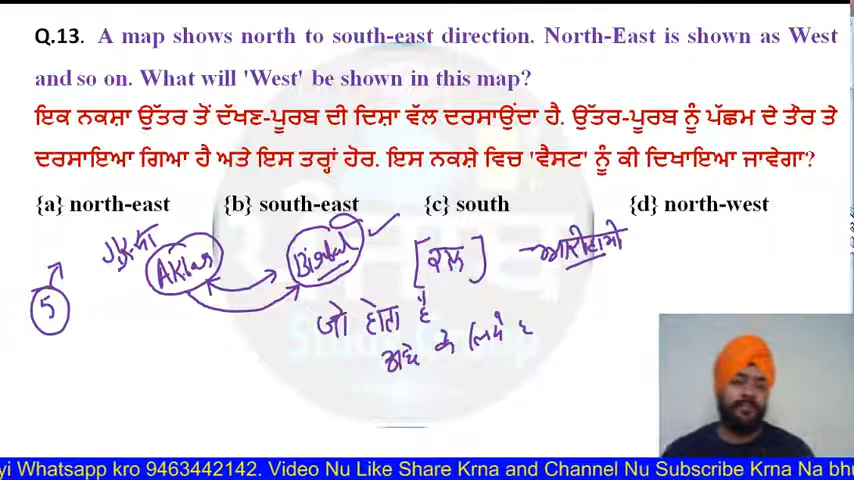 Q.13. A map shows north to south-east direction. North-East is shown as West
and so on. What will 'West' be shown in this map?
ਇਕ ਨਕਸ਼ਾ ਉੱਤਰ ਤੋਂ ਦੱਖਣ-ਪੂਰਬ ਦੀ ਦਿਸ਼ਾ ਵੱਲ ਦਰਸਾਉਂਦਾ ਹੈ. ਉੱਤਰ-ਪੂਰਬ ਨੂੰ ਪੱਛਮ ਦੇ ਤੌਰ ਤੇ
ਦਰਸਾਇਆ ਗਿਆ ਹੈ ਅਤੇ ਇਸ ਤਰ੍ਹਾਂ ਹੋਰ. ਇਸ ਨਕਸ਼ੇ ਵਿਚ 'ਵੈਸਟ' ਨੂੰ ਕੀ ਦਿਖਾਇਆ ਜਾਵੇਗਾ?
{a} north-east {b} south-east {c} south {d} north-west
Akbar Birbal
5
yi Whatsapp kro 9463442142. Video Nu Like Share Krna and Channel Nu Subscribe Krna Na bhu